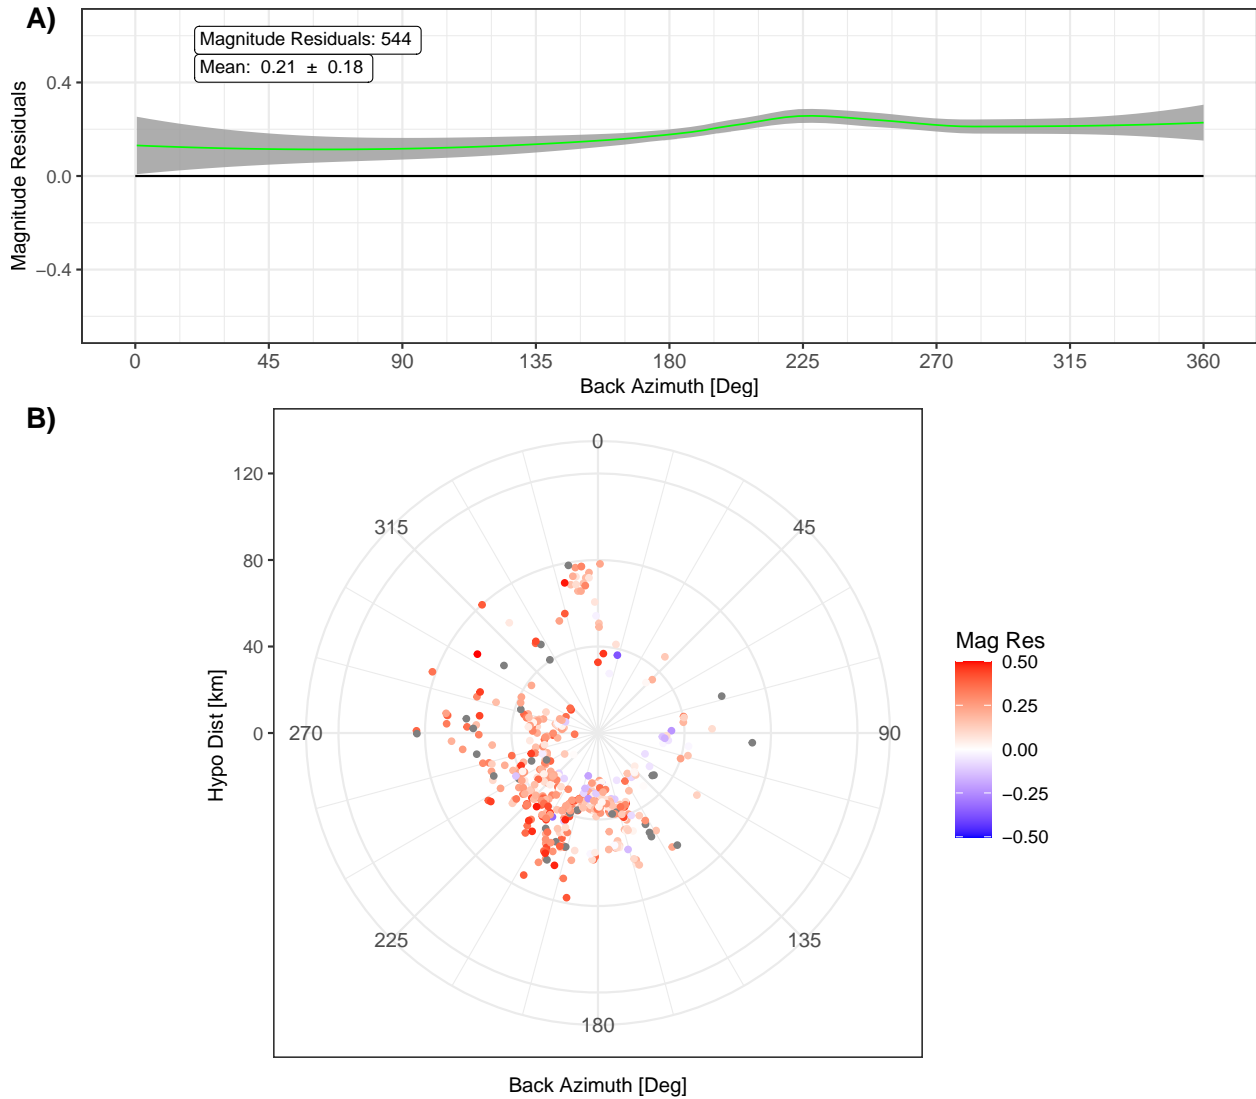 A)
Magnitude Residuals: 544
Mean:  0.21  ±  0.18
Magnitude Residuals
0.4
0.0
−0.4
0 45 90 135 180 225 270 315 360
Back Azimuth [Deg]
B)
Hypo Dist [km]
120
80
40
0
0
45
90
135
180
225
270
315
Back Azimuth [Deg]
Mag Res
0.50
0.25
0.00
−0.25
−0.50